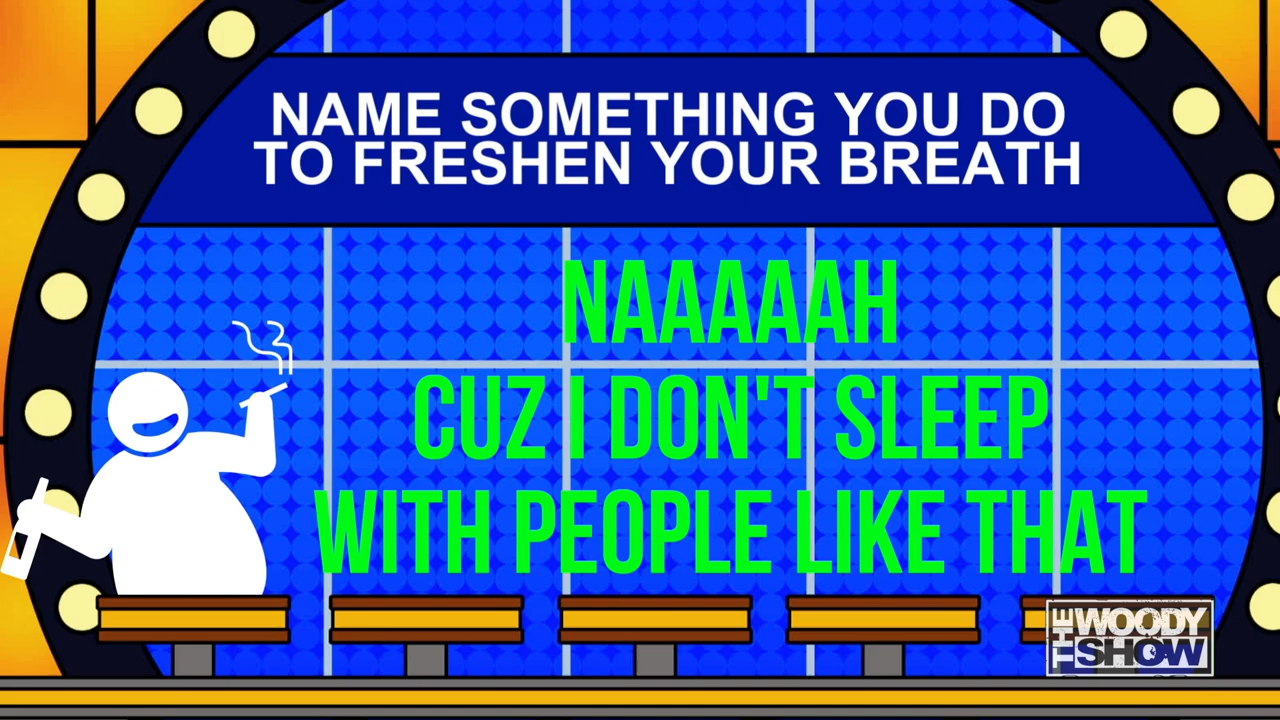 NAME SOMETHING YOU DO
TO FRESHEN YOUR BREATH
NAAAAAH
CUZ I DON'T SLEEP
WITH PEOPLE LIKE THAT
THE WOODY
SHOW